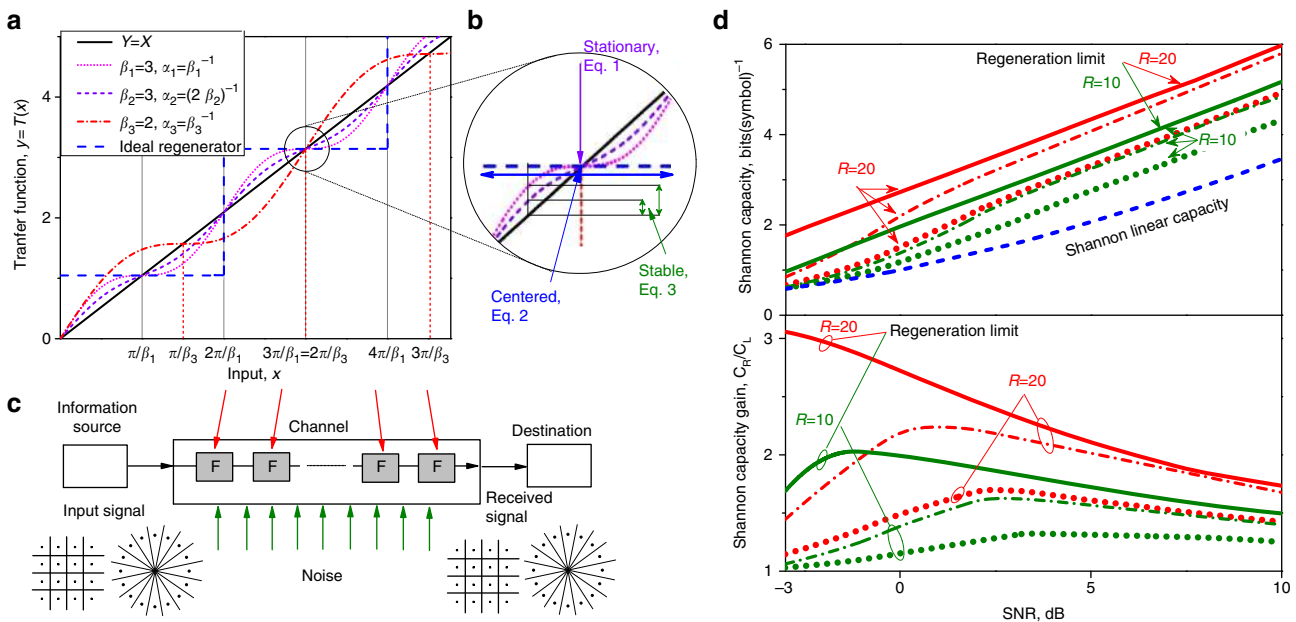 a
5
4
2
0
Tranfer function, y= T(x)
Y=X
β₁=3, α₁=β₁⁻¹
β₂=3, α₂=(2 β₂)⁻¹
β₃=2, α₃=β₃⁻¹
Ideal regenerator
π/β₁
π/β₃
2π/β₁
3π/β₁=2π/β₃
4π/β₁
3π/β₃
Input, x
b
Stationary,
Eq. 1
Centered,
Eq. 2
Stable,
Eq. 3
c
Information
source
Channel
Destination
F
F
F
F
Input signal
Received
signal
Noise
d
6
4
2
0
Shannon capacity, bits(symbol)⁻¹
Regeneration limit
R=20
R=10
R=20
R=10
Shannon linear capacity
3
2
1
Shannon capacity gain, C_R/C_L
R=20
Regeneration limit
R=20
R=10
−3
0
5
10
SNR, dB